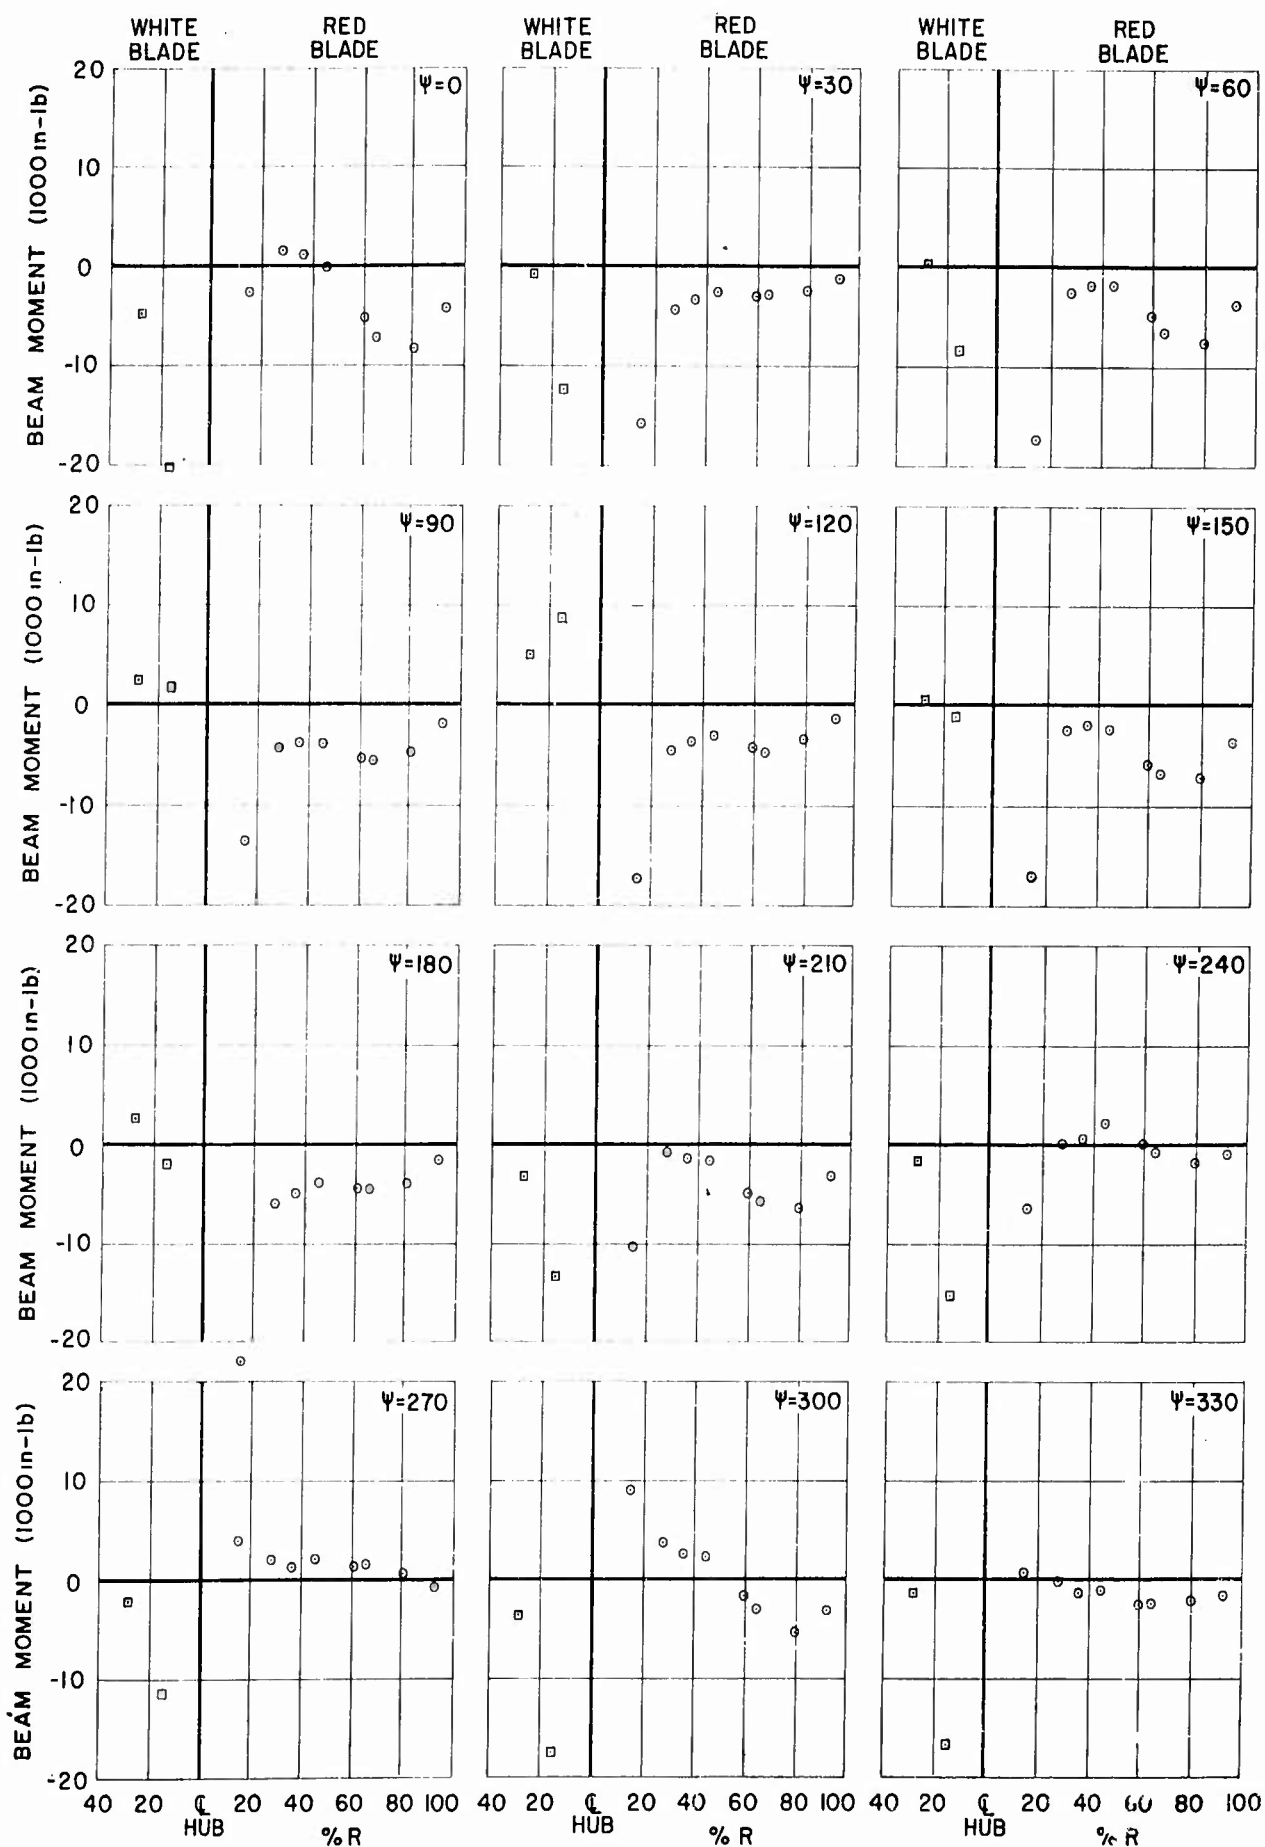 WHITE BLADE RED BLADE WHITE BLADE RED BLADE WHITE BLADE RED BLADE
BEAM MOMENT (1000 in-lb)
20
10
0
-10
-20
Ψ=0
Ψ=30
Ψ=60
BEAM MOMENT (1000 in-lb)
20
10
0
-10
-20
Ψ=90
Ψ=120
Ψ=150
BEAM MOMENT (1000 in-lb)
20
10
0
-10
-20
Ψ=180
Ψ=210
Ψ=240
BEAM MOMENT (1000 in-lb)
20
10
0
-10
-20
Ψ=270
Ψ=300
Ψ=330
40 20 ℄ 20 40 60 80 100 40 20 ℄ 20 40 60 80 100 40 20 ℄ 20 40 60 80 100
HUB % R HUB % R HUB % R